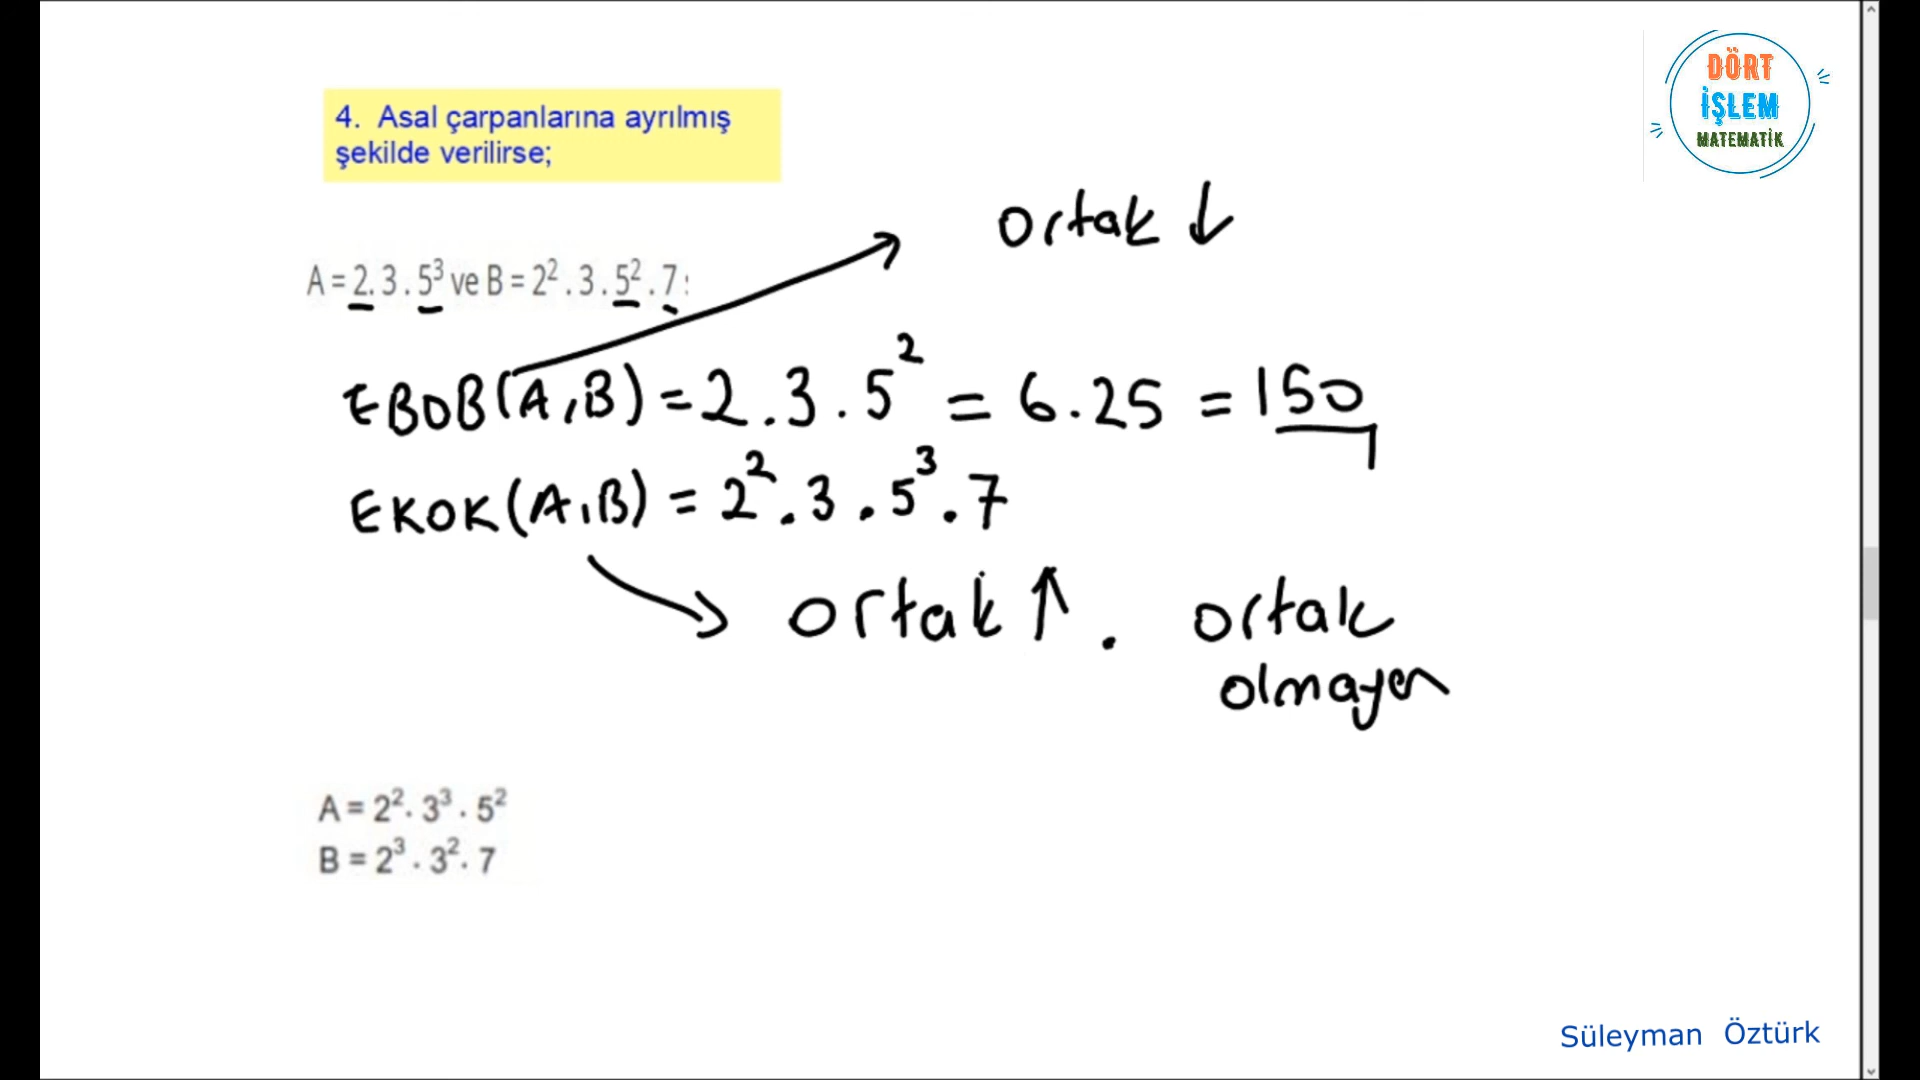 DÖRT
İŞLEM
MATEMATİK
4. Asal çarpanlarına ayrılmış
şekilde verilirse;
ortak ↓
A = 2. 3 . 5³ ve B = 2² . 3 . 5² . 7 :
EBOB(A,B) = 2.3.5² = 6.25 = 150
EKOK(A,B) = 2².3.5³.7
ortak ↑ . ortak
olmayan
A = 2². 3³ . 5²
B = 2³ . 3². 7
Süleyman Öztürk